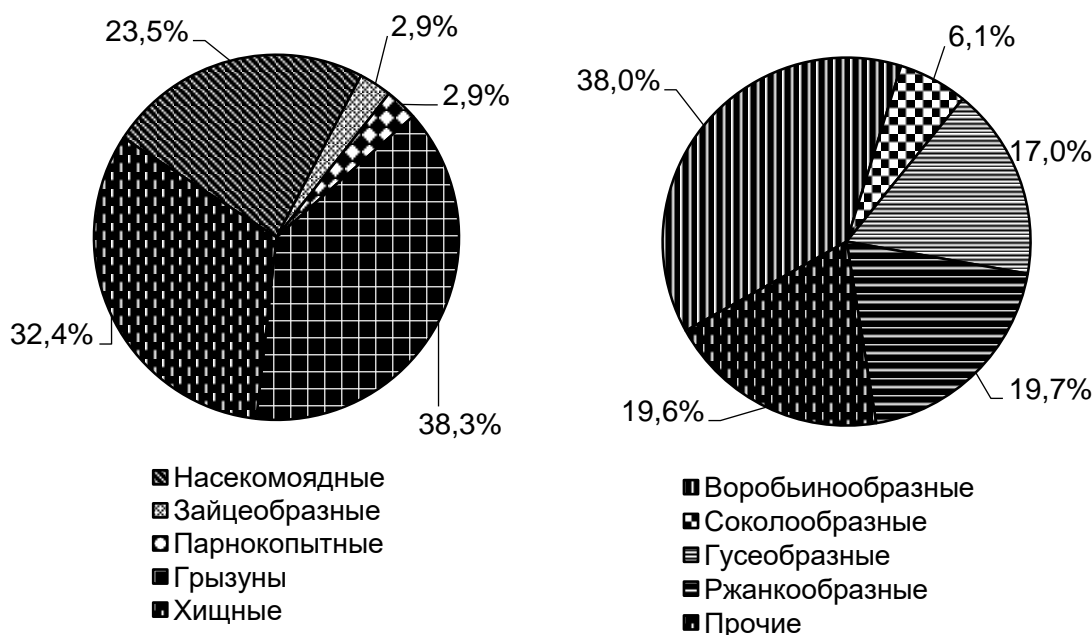 23,5%
2,9%
2,9%
32,4%
38,3%
Насекомоядные
Зайцеобразные
Парнокопытные
Грызуны
Хищные
6,1%
38,0%
17,0%
19,6%
19,7%
Воробьинообразные
Соколообразные
Гусеобразные
Ржанкообразные
Прочие